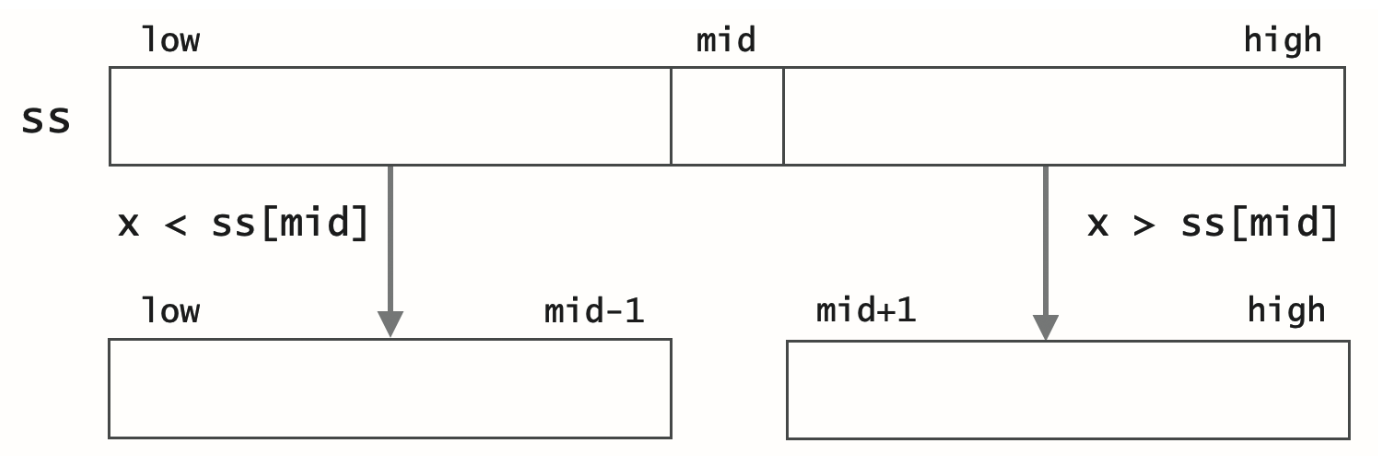 low mid high
ss
x < ss[mid] x > ss[mid]
low mid-1 mid+1 high